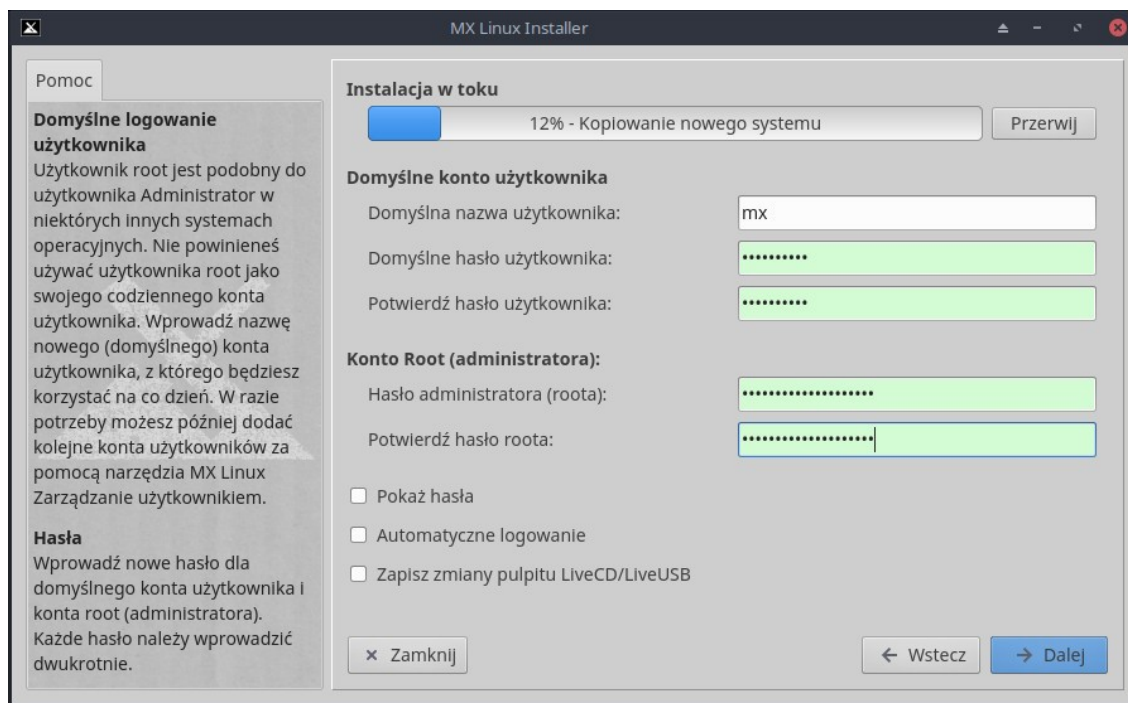 MX Linux Installer
Pomoc
Domyślne logowanie
użytkownika
Użytkownik root jest podobny do
użytkownika Administrator w
niektórych innych systemach
operacyjnych. Nie powinieneś
używać użytkownika root jako
swojego codziennego konta
użytkownika. Wprowadź nazwę
nowego (domyślnego) konta
użytkownika, z którego będziesz
korzystać na co dzień. W razie
potrzeby możesz później dodać
kolejne konta użytkowników za
pomocą narzędzia MX Linux
Zarządzanie użytkownikiem.
Hasła
Wprowadź nowe hasło dla
domyślnego konta użytkownika i
konta root (administratora).
Każde hasło należy wprowadzić
dwukrotnie.
Instalacja w toku
12% - Kopiowanie nowego systemu
Przerwij
Domyślne konto użytkownika
Domyślna nazwa użytkownika: mx
Domyślne hasło użytkownika: ••••••••••
Potwierdź hasło użytkownika: ••••••••••
Konto Root (administratora):
Hasło administratora (roota): ••••••••••••••••••••
Potwierdź hasło roota: ••••••••••••••••••••
Pokaż hasła
Automatyczne logowanie
Zapisz zmiany pulpitu LiveCD/LiveUSB
Zamknij
Wstecz
Dalej